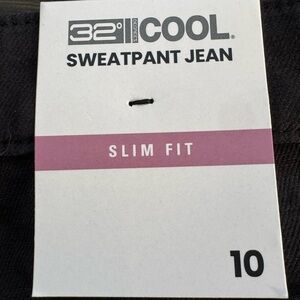 32° COOL
SWEATPANT JEAN
SLIM FIT
10